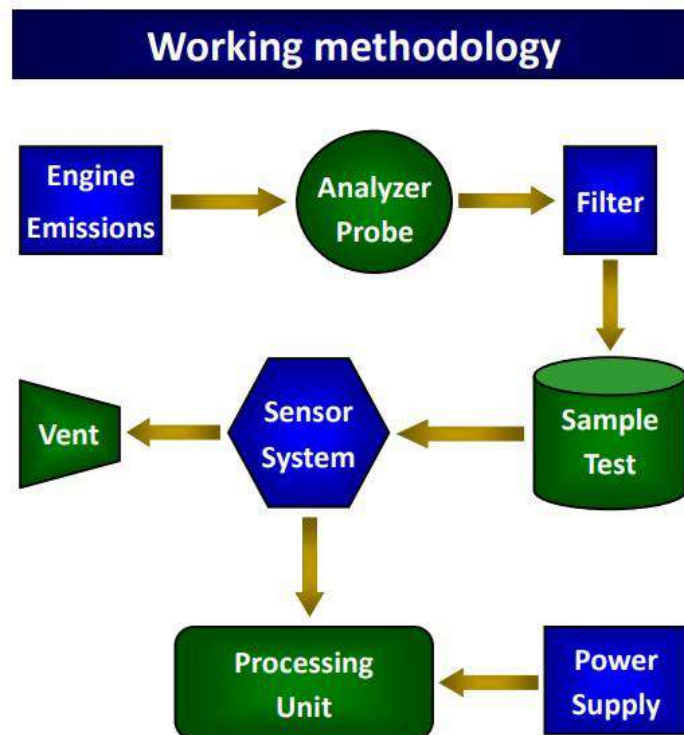 Working methodology
Engine
Emissions
Analyzer
Probe
Filter
Vent
Sensor
System
Sample
Test
Processing
Unit
Power
Supply